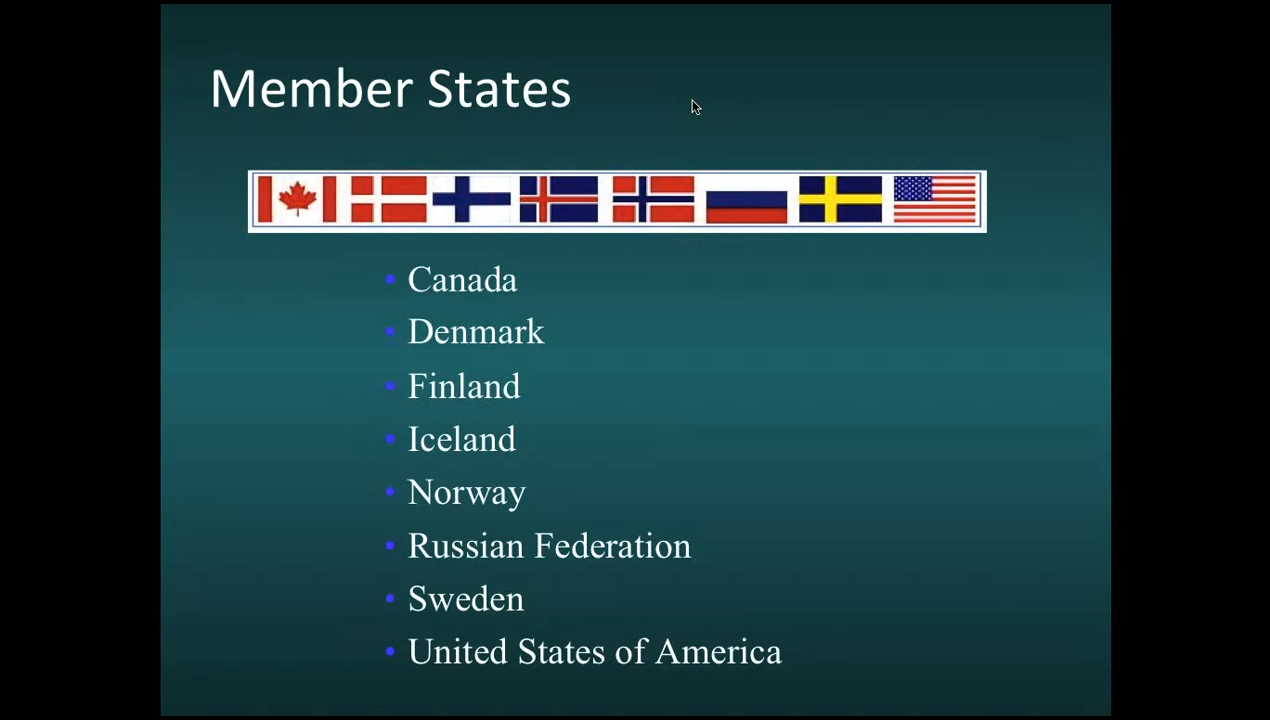 Member States
• Canada
• Denmark
• Finland
• Iceland
• Norway
• Russian Federation
• Sweden
• United States of America